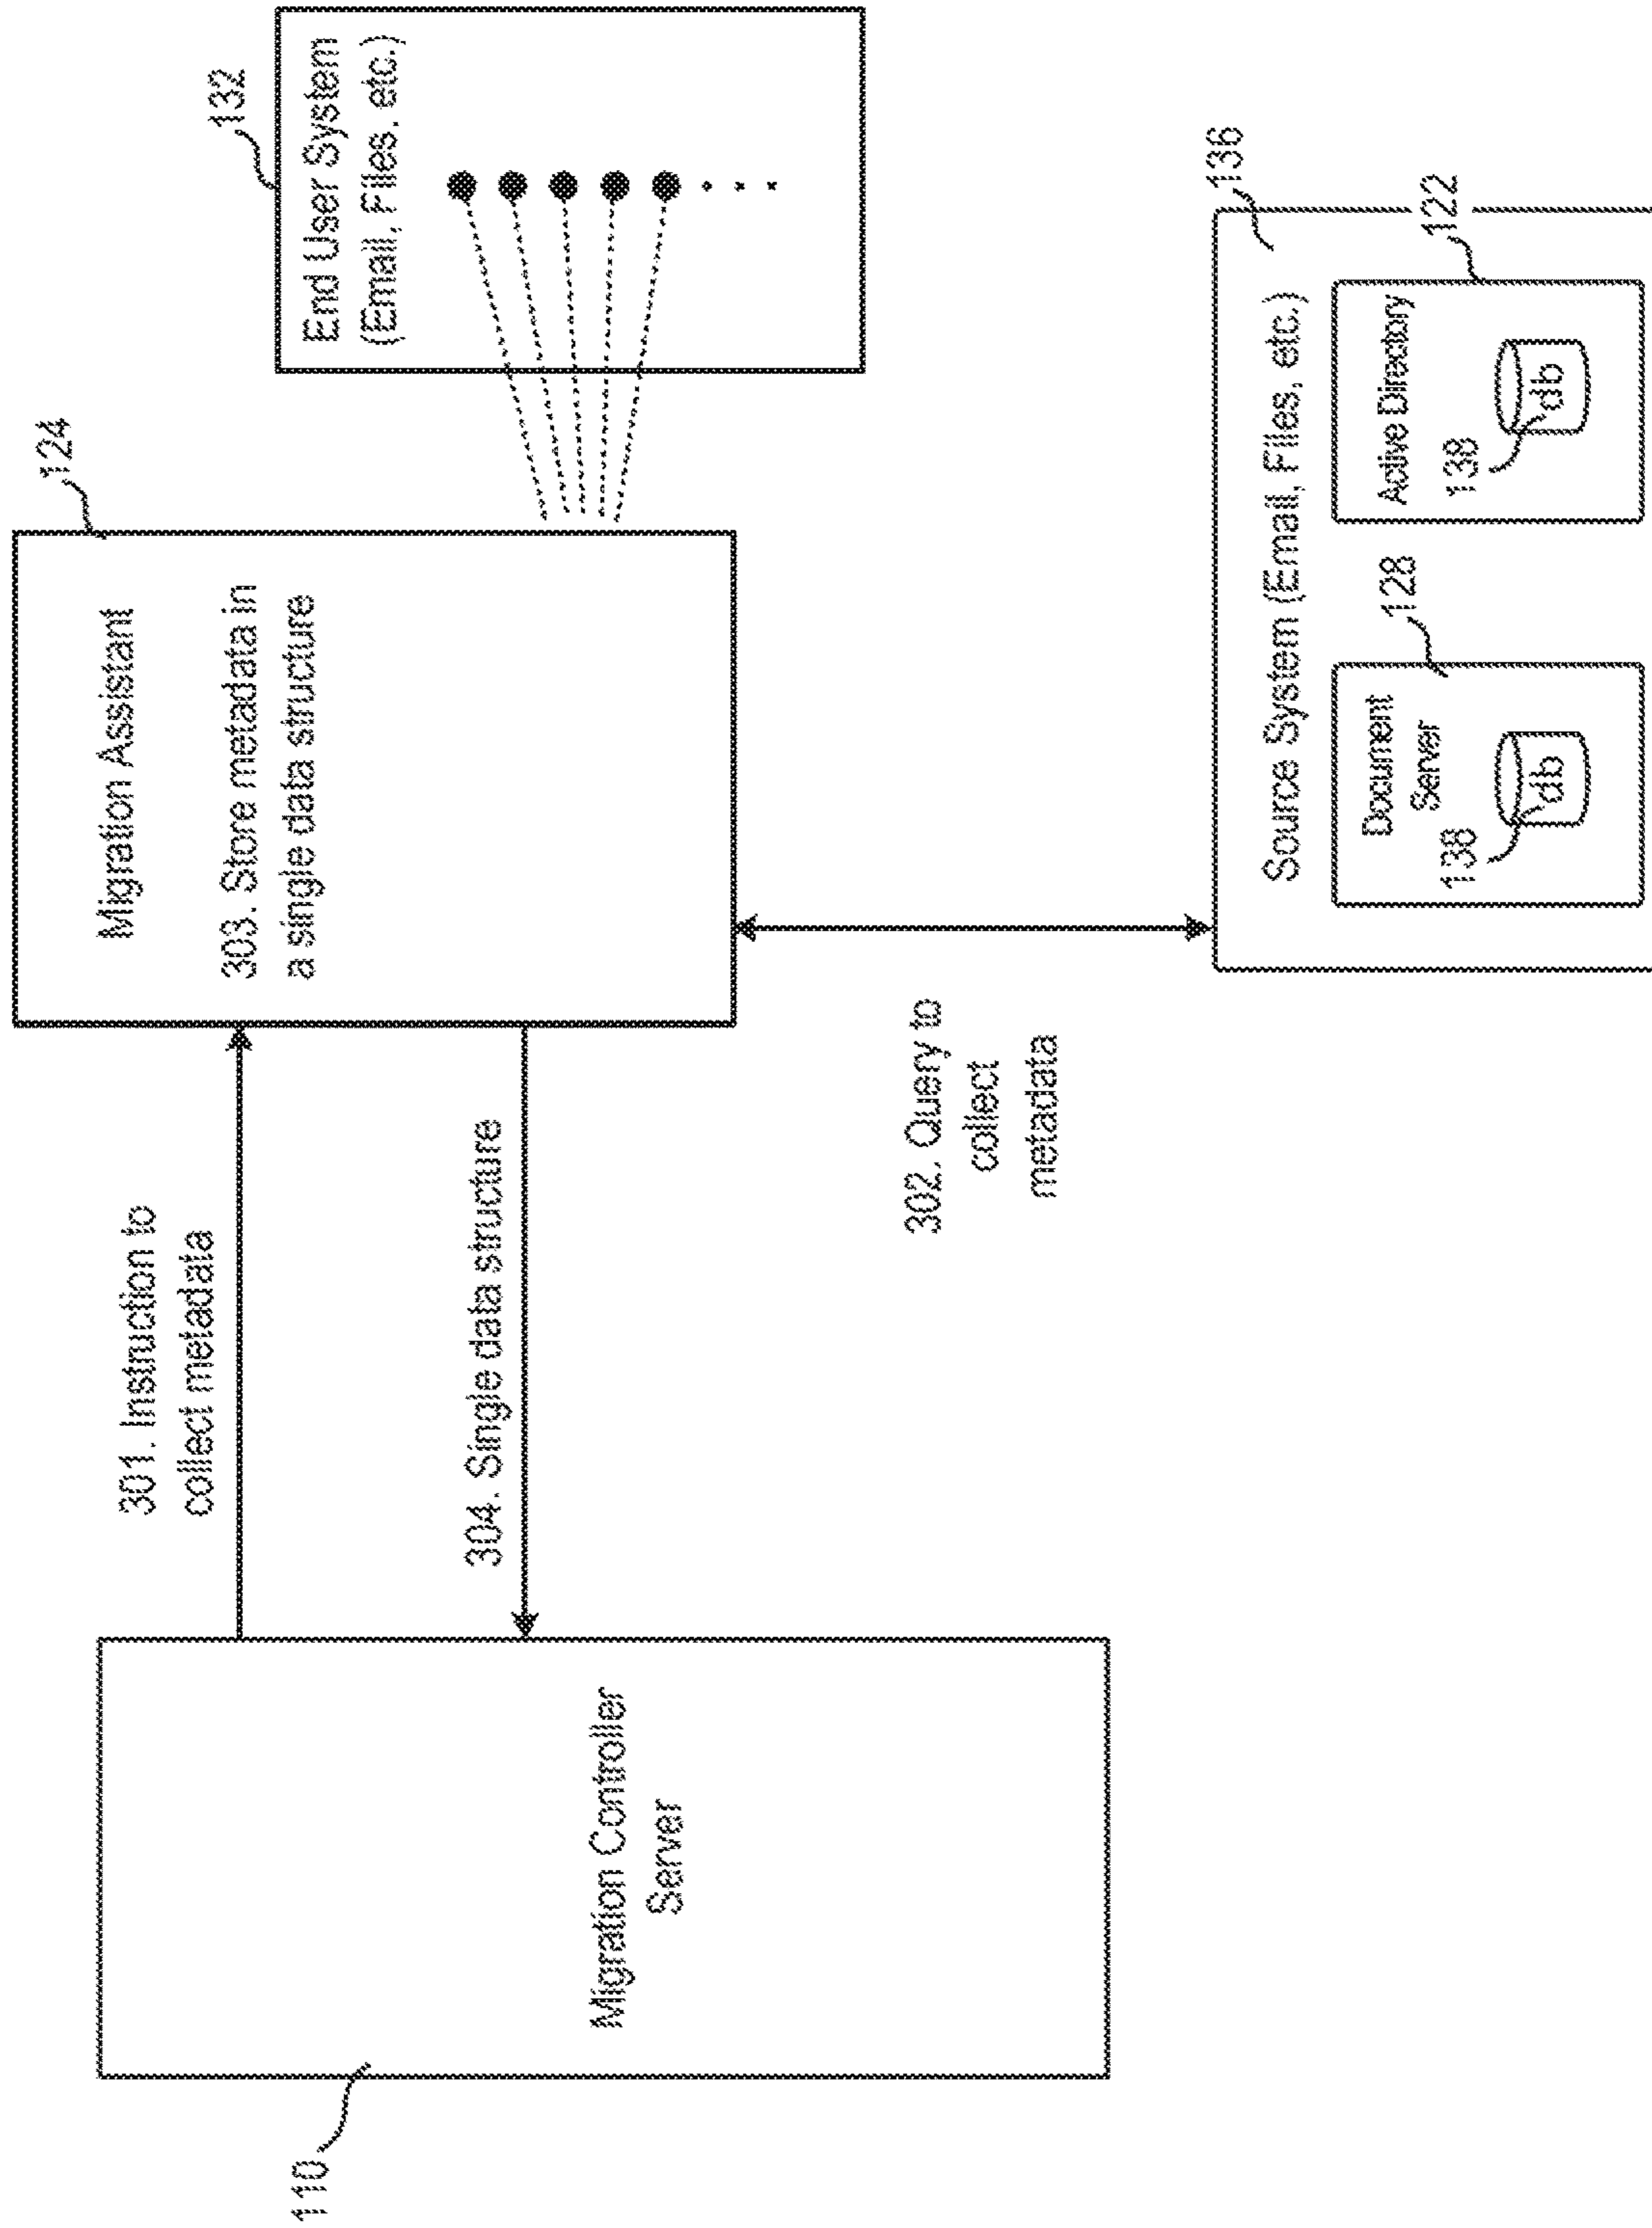 110
Migration Controller
Server
301. Instruction to
collect metadata
304. Single data structure
124
Migration Assistant
303. Store metadata in
a single data structure
132
End User System
(Email, Files, etc.)
302. Query to
collect
metadata
136
Source System (Email, Files, etc.)
128
Document
Server
138
db
122
Active Directory
138
db